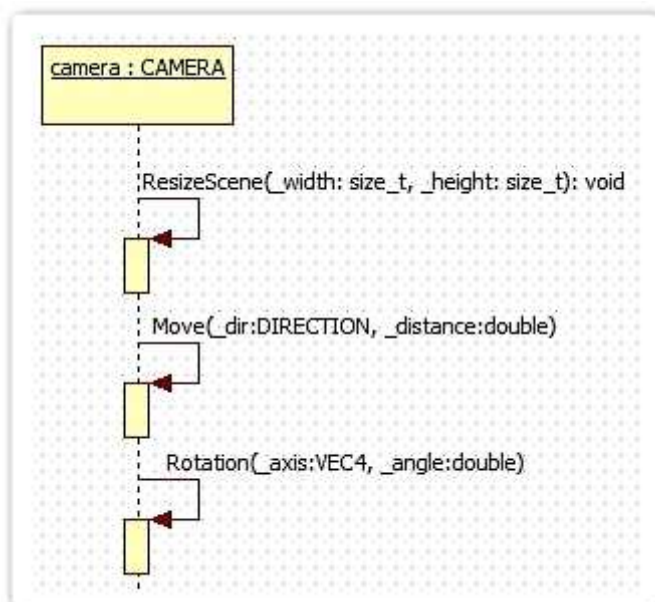 camera : CAMERA
ResizeScene(_width: size_t, _height: size_t): void
Move(_dir:DIRECTION, _distance:double)
Rotation(_axis:VEC4, _angle:double)